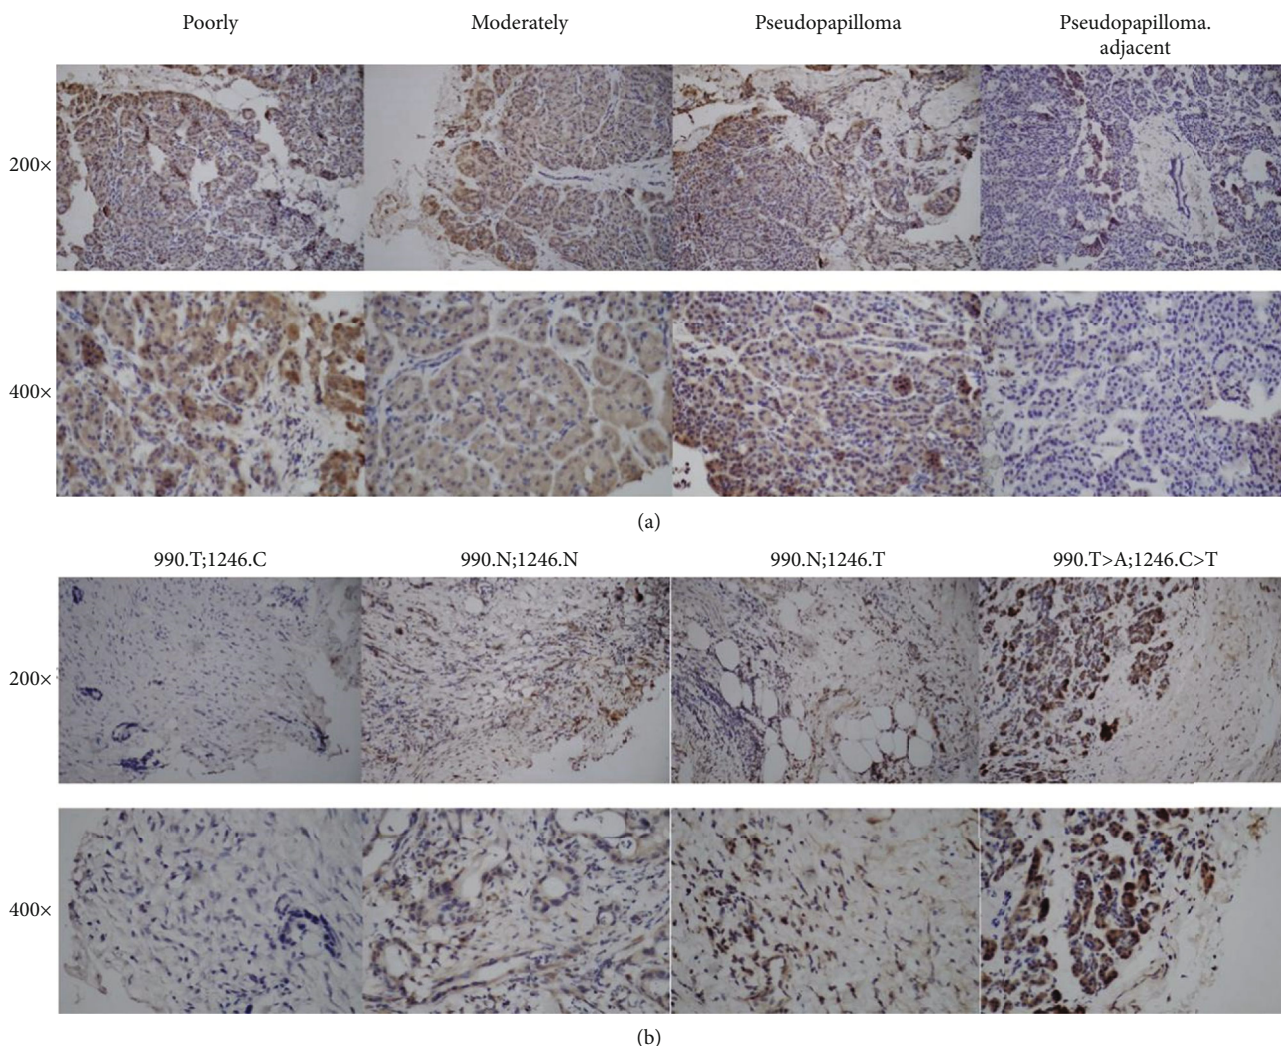 Poorly
Moderately
Pseudopapilloma
Pseudopapilloma.
adjacent
200×
400×
(a)
990.T;1246.C
990.N;1246.N
990.N;1246.T
990.T>A;1246.C>T
200×
400×
(b)